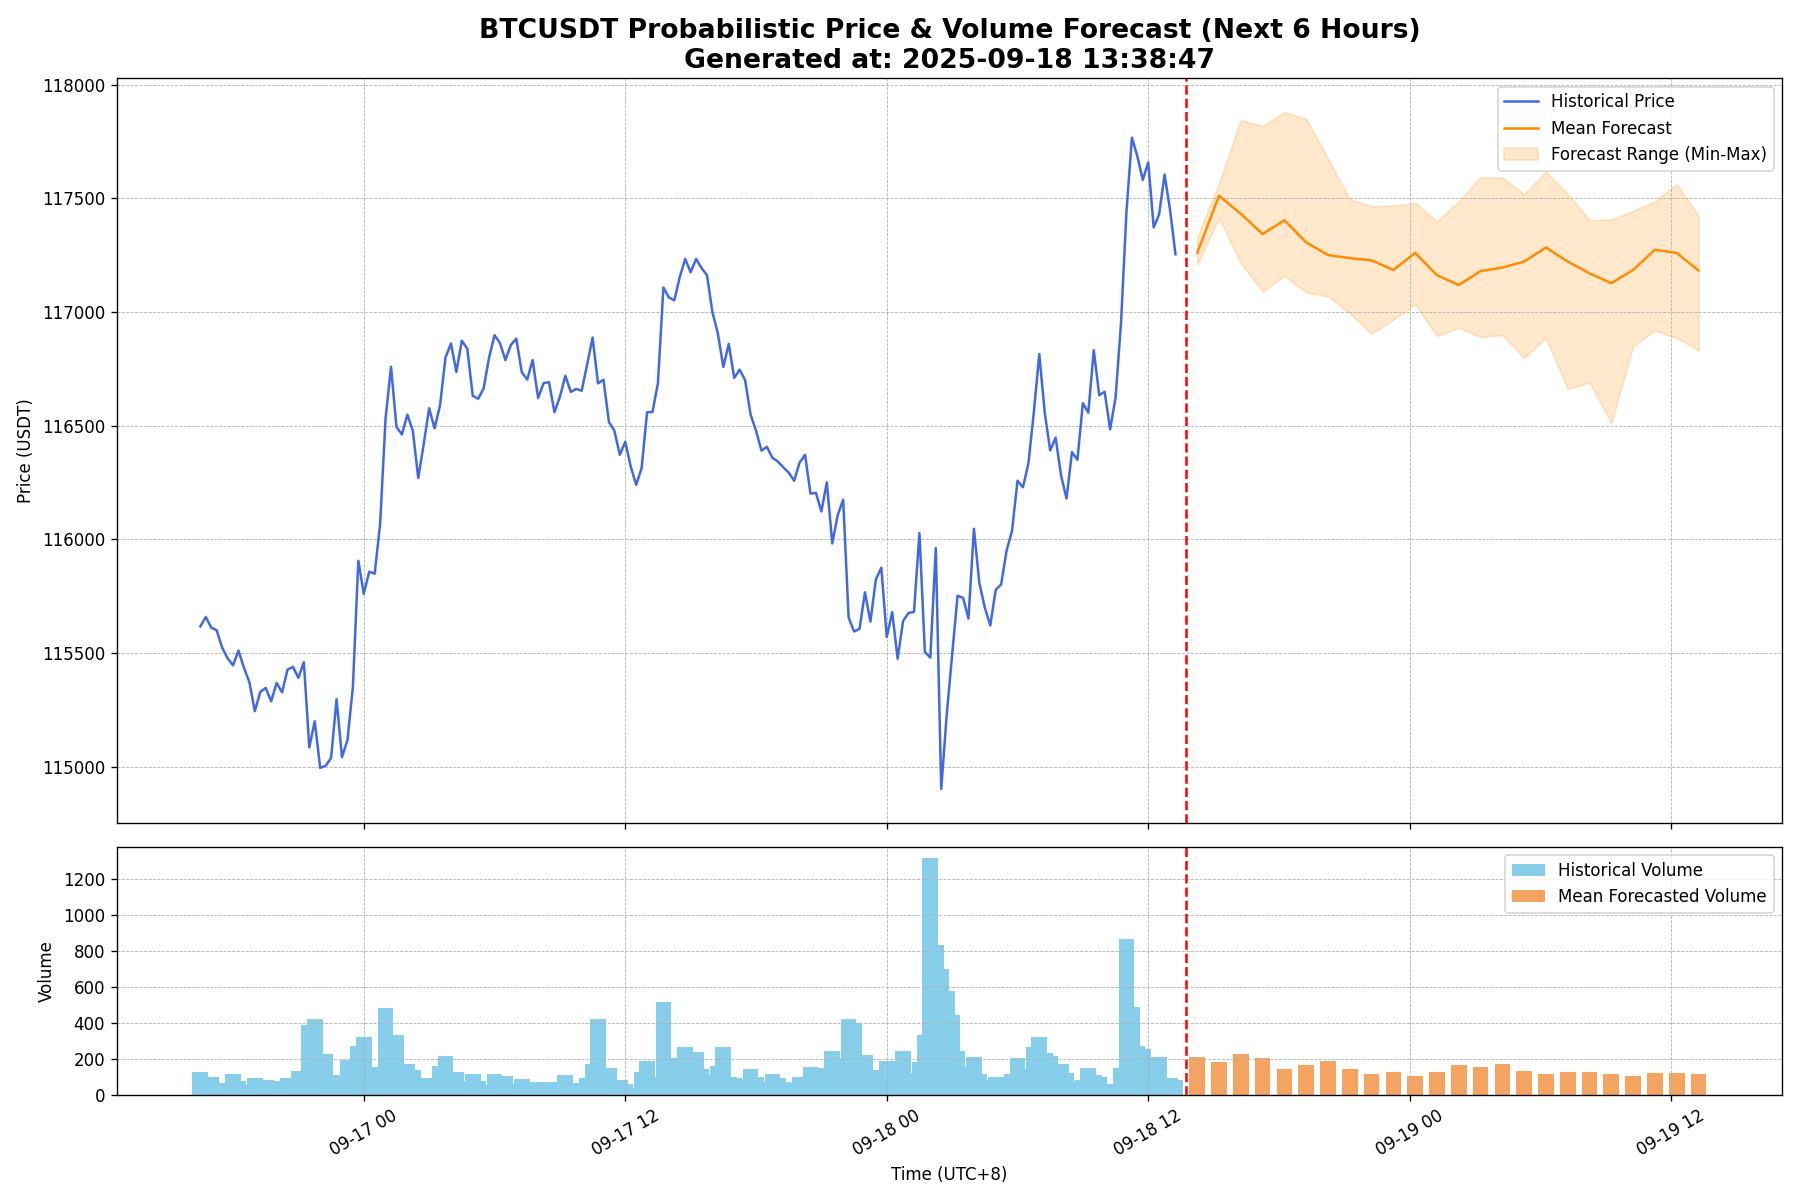 BTCUSDT Probabilistic Price & Volume Forecast (Next 6 Hours)
Generated at: 2025-09-18 13:38:47
118000
117500
117000
116500
116000
115500
115000
Price (USDT)
Historical Price
Mean Forecast
Forecast Range (Min-Max)
1200
1000
800
600
400
200
0
Volume
Historical Volume
Mean Forecasted Volume
09-17 00
09-17 12
09-18 00
09-18 12
09-19 00
09-19 12
Time (UTC+8)